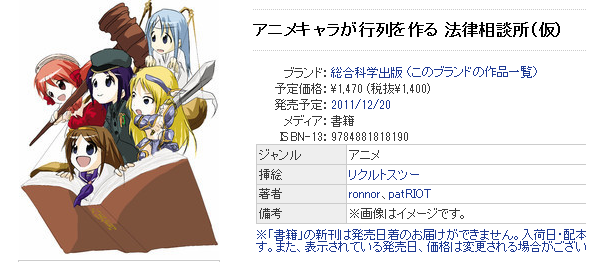 アニメキャラが行列を作る 法律相談所(仮)
ブランド: 総合科学出版 (このブランドの作品一覧)
予定価格: ¥1,470 (税抜¥1,400)
発売予定: 2011/12/20
メディア: 書籍
ISBN-13: 9784881818190
ジャンル アニメ
挿絵 リクルトスツー
著者 ronnor、patRIOT
備考 ※画像はイメージです。
※「書籍」の新刊は発売日着のお届けができません。入荷日・配本
す。また、表示されている発売日、価格は変更される場合がござい